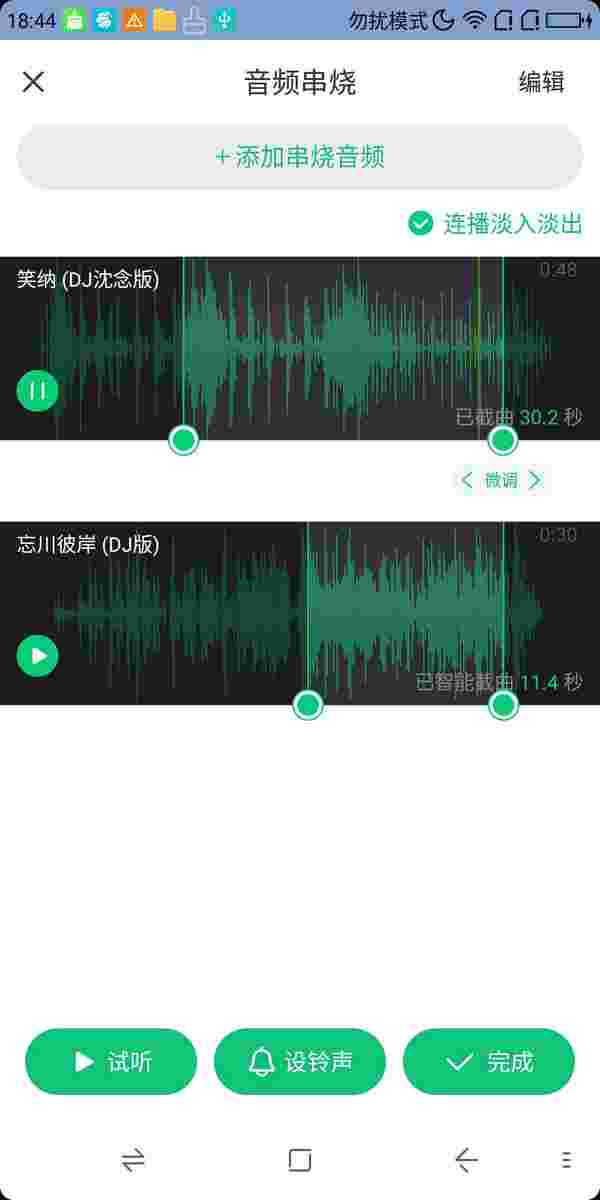 18:44 勿扰模式
音频串烧 编辑
+添加串烧音频
连播淡入淡出
笑纳 (DJ沈念版) 0:48
已截曲 30.2 秒
< 微调 >
忘川彼岸 (DJ版) 0:30
已智能截曲 11.4 秒
试听 设铃声 完成